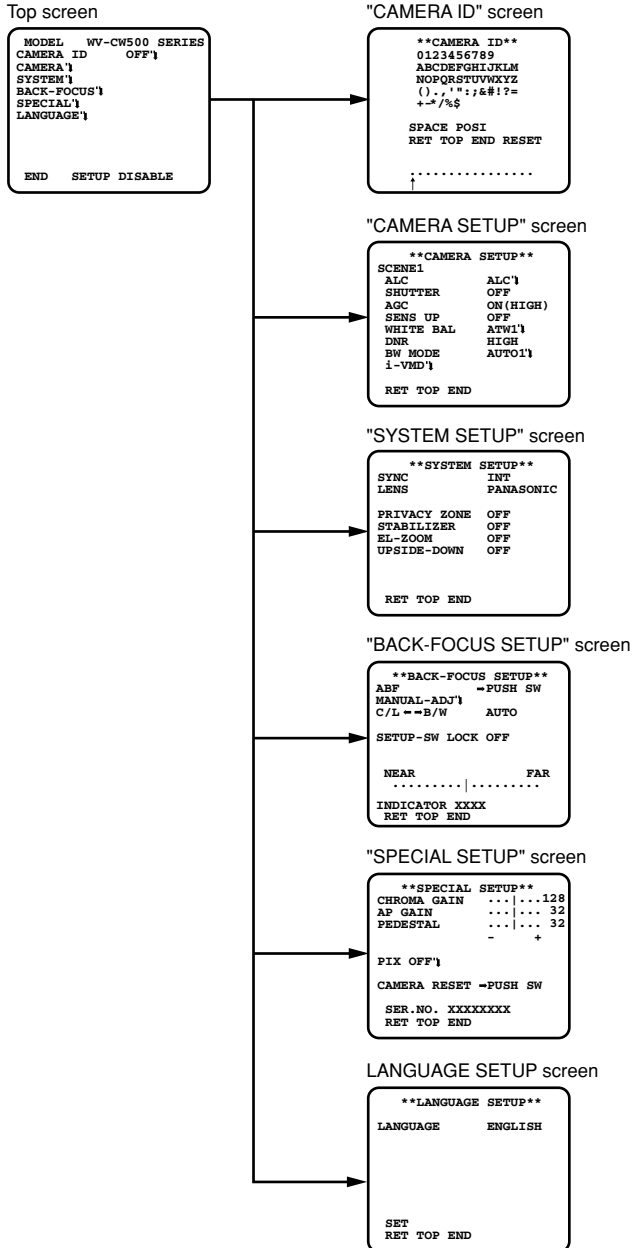 Top screen
MODEL WV-CW500 SERIES
CAMERA ID OFF
CAMERA
SYSTEM
BACK-FOCUS
SPECIAL
LANGUAGE
END SETUP DISABLE
"CAMERA ID" screen
**CAMERA ID**
0123456789
ABCDEFGHIJKLM
NOPQRSTUVWXYZ
().,'":;&#!?=
+-*/%$
SPACE POSI
RET TOP END RESET
................
↑
"CAMERA SETUP" screen
**CAMERA SETUP**
SCENE1
ALC ALC
SHUTTER OFF
AGC ON(HIGH)
SENS UP OFF
WHITE BAL ATW1
DNR HIGH
BW MODE AUTO1
i-VMD
RET TOP END
"SYSTEM SETUP" screen
**SYSTEM SETUP**
SYNC INT
LENS PANASONIC
PRIVACY ZONE OFF
STABILIZER OFF
EL-ZOOM OFF
UPSIDE-DOWN OFF
RET TOP END
"BACK-FOCUS SETUP" screen
**BACK-FOCUS SETUP**
ABF ➡PUSH SW
MANUAL-ADJ
C/L⬅➡B/W AUTO
SETUP-SW LOCK OFF
NEAR FAR
.........|.........
INDICATOR XXXX
RET TOP END
"SPECIAL SETUP" screen
**SPECIAL SETUP**
CHROMA GAIN ...|...128
AP GAIN ...|... 32
PEDESTAL ...|... 32
- +
PIX OFF
CAMERA RESET ➡PUSH SW
SER.NO. XXXXXXXX
RET TOP END
LANGUAGE SETUP screen
**LANGUAGE SETUP**
LANGUAGE ENGLISH
SET
RET TOP END